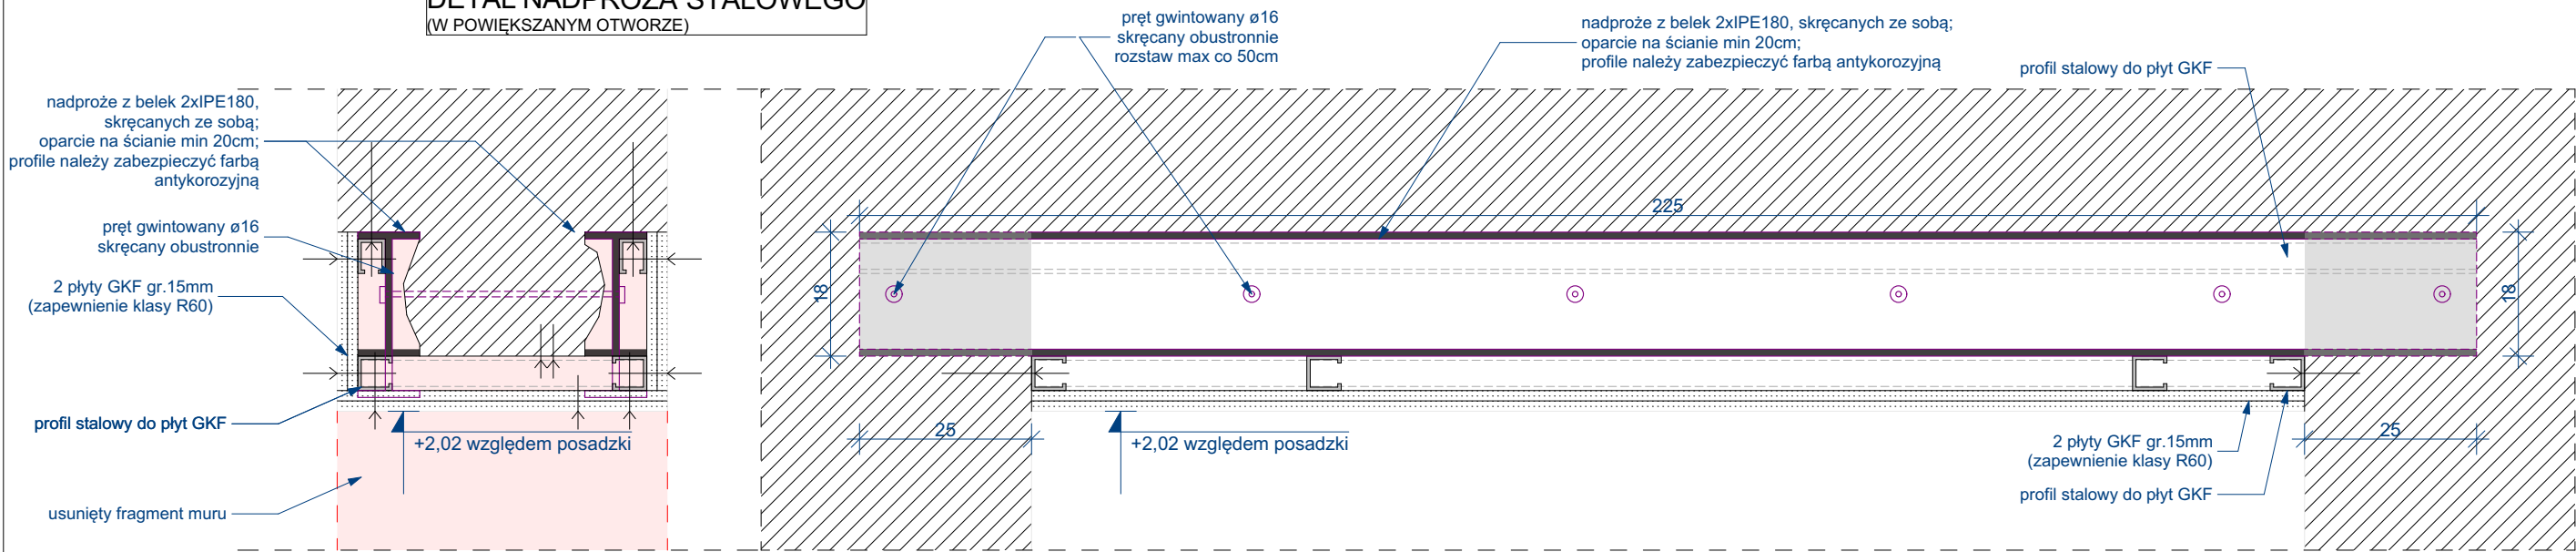 DETAL NADPROŻA STALOWEGO
(W POWIĘKSZANYM OTWORZE)
nadproże z belek 2xIPE180,
skręcanych ze sobą;
oparcie na ścianie min 20cm;
profile należy zabezpieczyć farbą
antykorozyjną
pręt gwintowany ø16
skręcany obustronnie
2 płyty GKF gr.15mm
(zapewnienie klasy R60)
profil stalowy do płyt GKF
usunięty fragment muru
+2,02 względem posadzki
pręt gwintowany ø16
skręcany obustronnie
rozstaw max co 50cm
nadproże z belek 2xIPE180, skręcanych ze sobą;
oparcie na ścianie min 20cm;
profile należy zabezpieczyć farbą antykorozyjną
profil stalowy do płyt GKF
225
18
18
25
+2,02 względem posadzki
25
2 płyty GKF gr.15mm
(zapewnienie klasy R60)
profil stalowy do płyt GKF